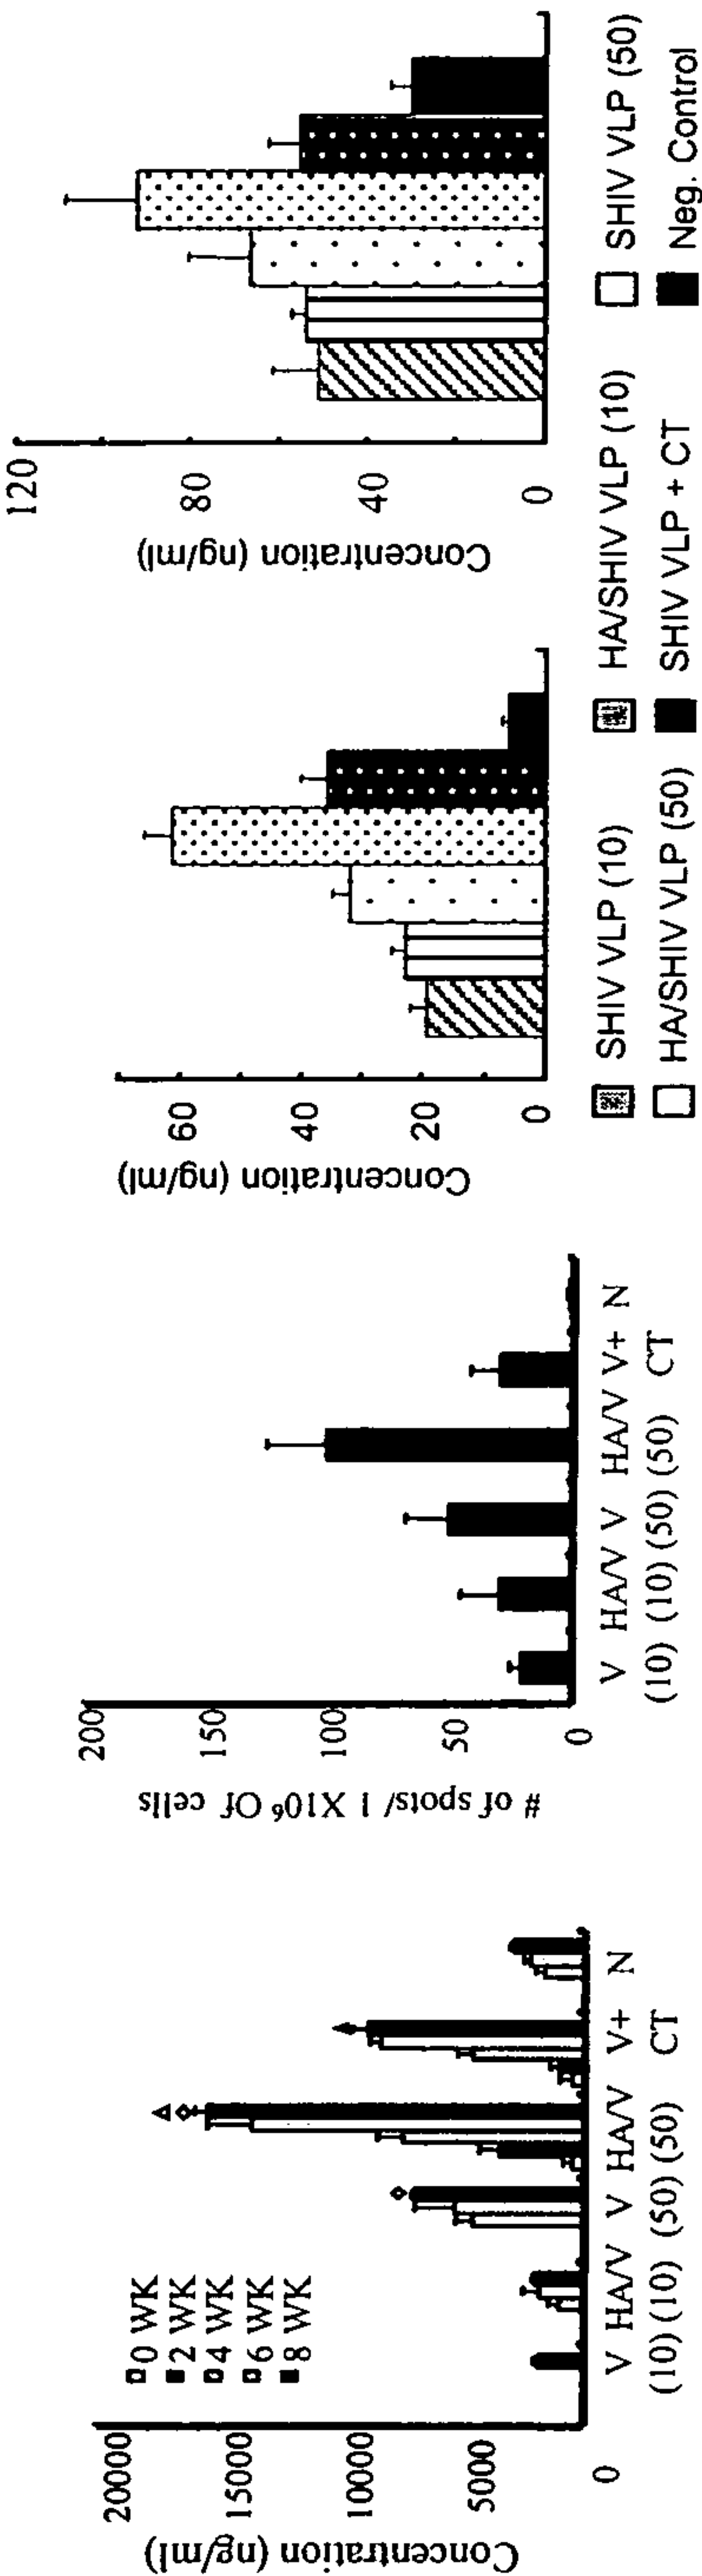 Concentration (ng/ml)
20000
15000
10000
5000
0
0 WK
2 WK
4 WK
6 WK
8 WK
V HA/V V HA/V V+ N
(10) (10) (50) (50) CT
# of spots/ 1 X10⁶ Of cells
200
150
100
50
0
V HA/V V HA/V V+ N
(10) (10) (50) (50) CT
Concentration (ng/ml)
60
40
20
0
Concentration (ng/ml)
120
80
40
0
SHIV VLP (10) HA/SHIV VLP (10) SHIV VLP (50)
HA/SHIV VLP (50) SHIV VLP + CT Neg. Control